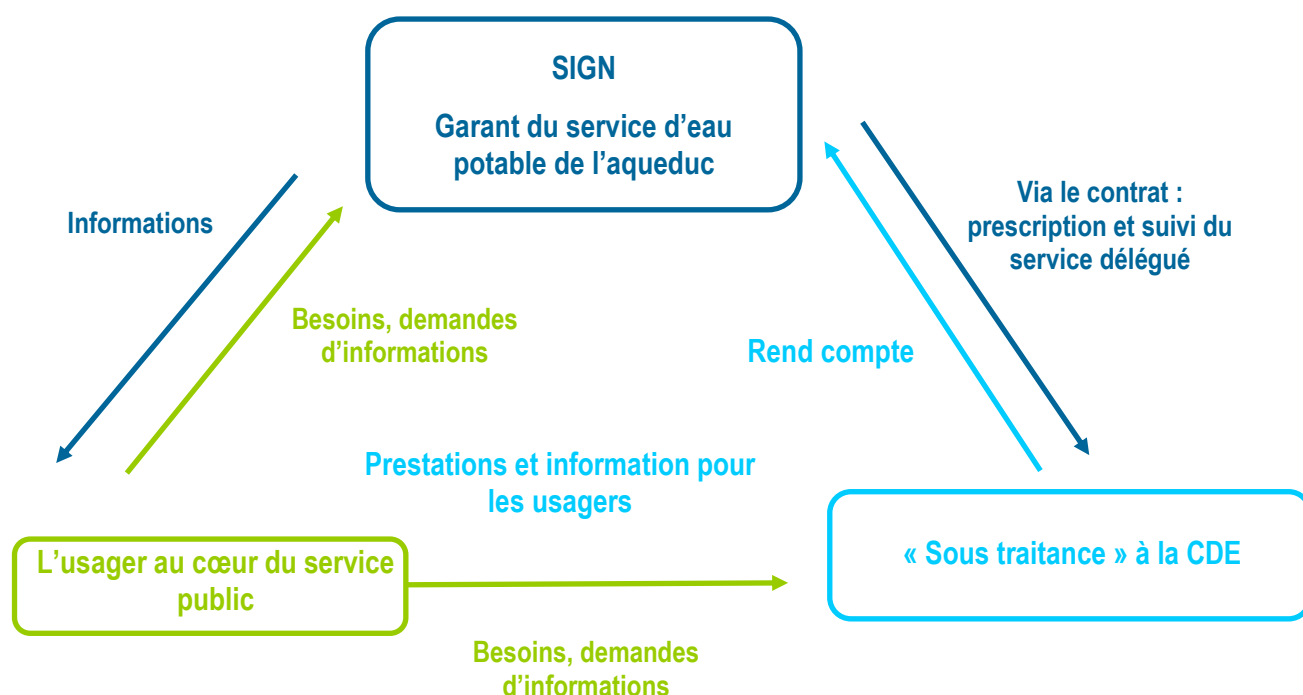 SIGN
Garant du service d'eau
potable de l'aqueduc
Informations
Via le contrat :
prescription et suivi du
service délégué
Besoins, demandes
d'informations
Rend compte
Prestations et information pour
les usagers
L'usager au cœur du service
public
« Sous traitance » à la CDE
Besoins, demandes
d'informations